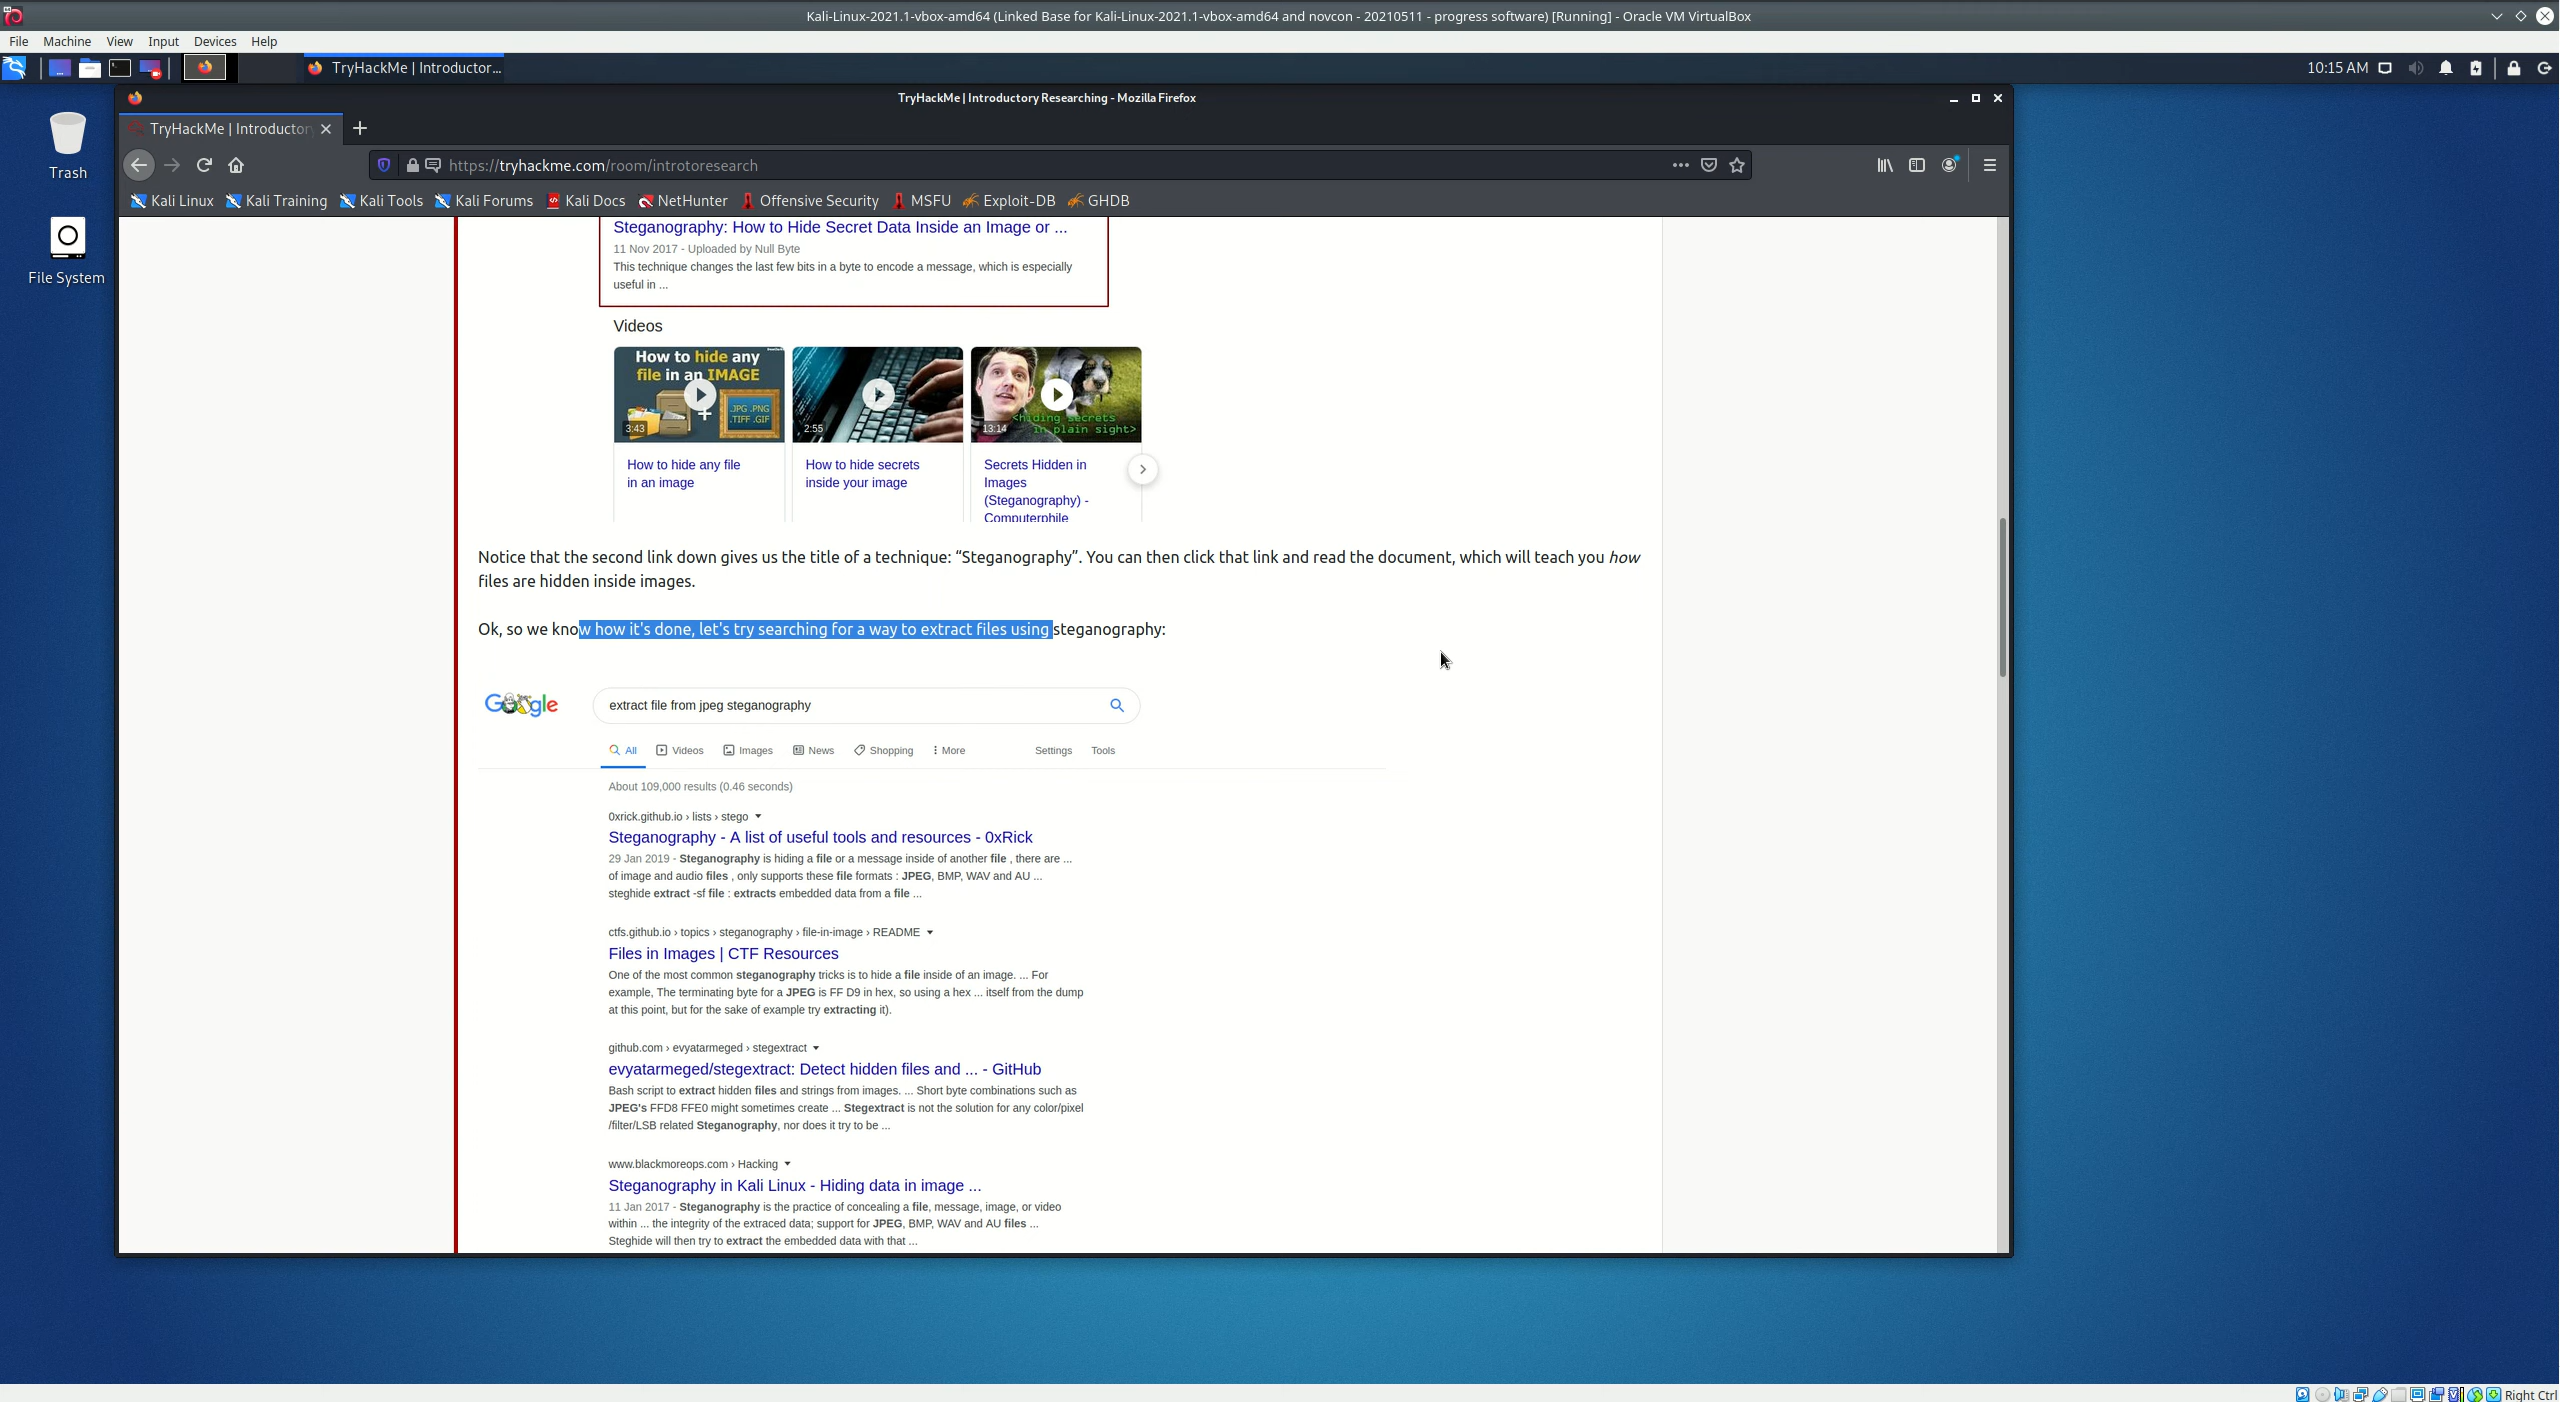 Kali-Linux-2021.1-vbox-amd64 (Linked Base for Kali-Linux-2021.1-vbox-amd64 and novcon - 20210511 - progress software) [Running] - Oracle VM VirtualBox
File Machine View Input Devices Help
TryHackMe | Introductor...
10:15 AM
Trash
File System
TryHackMe | Introductory Researching - Mozilla Firefox
TryHackMe | Introductory
https://tryhackme.com/room/introtoresearch
Kali Linux Kali Training Kali Tools Kali Forums Kali Docs NetHunter Offensive Security MSFU Exploit-DB GHDB
Steganography: How to Hide Secret Data Inside an Image or ...
11 Nov 2017 - Uploaded by Null Byte
This technique changes the last few bits in a byte to encode a message, which is especially
useful in ...
Videos
How to hide any
file in an IMAGE
.JPG .PNG
.TIFF .GIF
3:43
2:55
<hiding secrets
in plain sight>
13:14
How to hide any file
in an image
How to hide secrets
inside your image
Secrets Hidden in
Images
(Steganography) -
Computerphile
Notice that the second link down gives us the title of a technique: “Steganography”. You can then click that link and read the document, which will teach you how
files are hidden inside images.
Ok, so we know how it's done, let's try searching for a way to extract files using steganography:
Google
extract file from jpeg steganography
All Videos Images News Shopping More Settings Tools
About 109,000 results (0.46 seconds)
0xrick.github.io › lists › stego
Steganography - A list of useful tools and resources - 0xRick
29 Jan 2019 - Steganography is hiding a file or a message inside of another file , there are ...
of image and audio files , only supports these file formats : JPEG, BMP, WAV and AU ...
steghide extract -sf file : extracts embedded data from a file ...
ctfs.github.io › topics › steganography › file-in-image › README
Files in Images | CTF Resources
One of the most common steganography tricks is to hide a file inside of an image. ... For
example, The terminating byte for a JPEG is FF D9 in hex, so using a hex ... itself from the dump
at this point, but for the sake of example try extracting it).
github.com › evyatarmeged › stegextract
evyatarmeged/stegextract: Detect hidden files and ... - GitHub
Bash script to extract hidden files and strings from images. ... Short byte combinations such as
JPEG's FFD8 FFE0 might sometimes create ... Stegextract is not the solution for any color/pixel
/filter/LSB related Steganography, nor does it try to be ...
www.blackmoreops.com › Hacking
Steganography in Kali Linux - Hiding data in image ...
11 Jan 2017 - Steganography is the practice of concealing a file, message, image, or video
within ... the integrity of the extraced data; support for JPEG, BMP, WAV and AU files ...
Steghide will then try to extract the embedded data with that ...
Right Ctrl